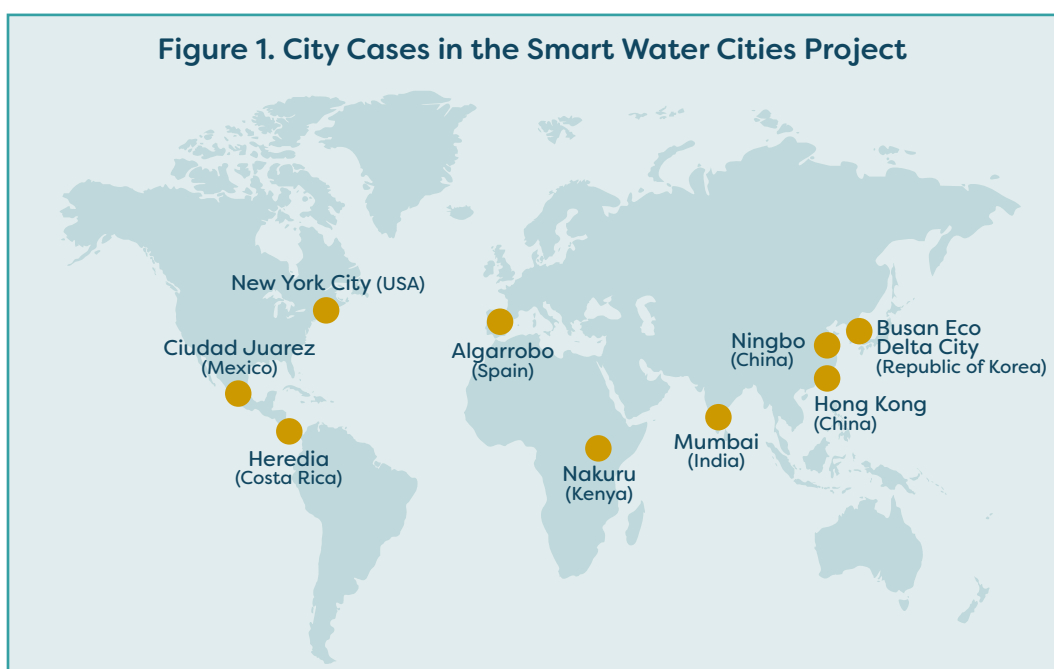 Figure 1. City Cases in the Smart Water Cities Project
New York City (USA)
Ciudad Juarez
(Mexico)
Heredia
(Costa Rica)
Algarrobo
(Spain)
Nakuru
(Kenya)
Mumbai
(India)
Ningbo
(China)
Busan Eco
Delta City
(Republic of Korea)
Hong Kong
(China)